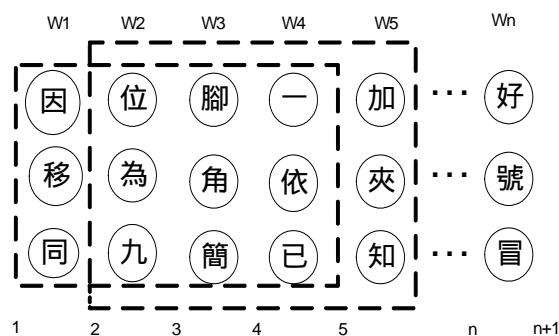 W1 W2 W3 W4 W5 Wn
因 位 腳 一 加 ··· 好
移 為 角 依 夾 ··· 號
同 九 簡 已 知 ··· 冒
1 2 3 4 5 n n+1